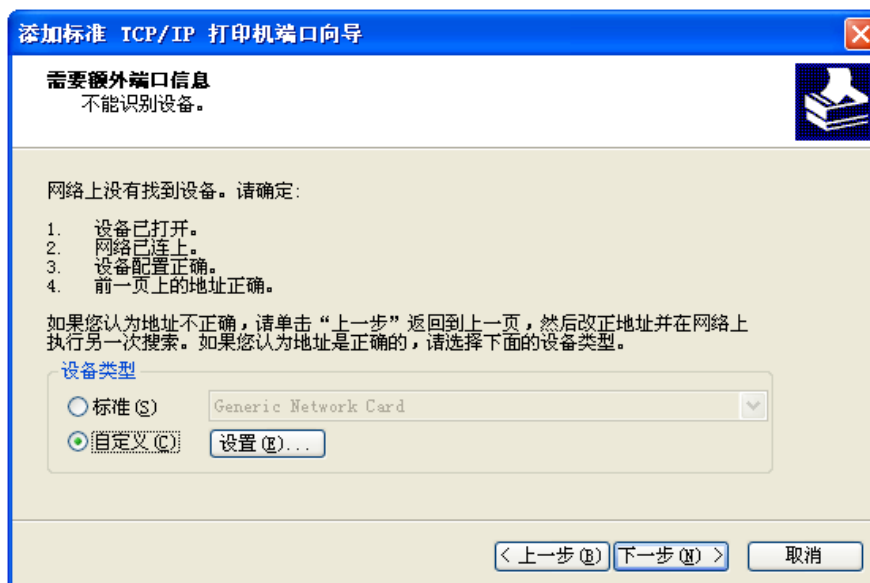 添加标准 TCP/IP 打印机端口向导
需要额外端口信息
不能识别设备。
网络上没有找到设备。请确定:
1. 设备已打开。
2. 网络已连上。
3. 设备配置正确。
4. 前一页上的地址正确。
如果您认为地址不正确,请单击“上一步”返回到上一页,然后改正地址并在网络上
执行另一次搜索。如果您认为地址是正确的,请选择下面的设备类型。
设备类型
标准(S) Generic Network Card
自定义(C) 设置(E)...
< 上一步(B) 下一步(N) > 取消